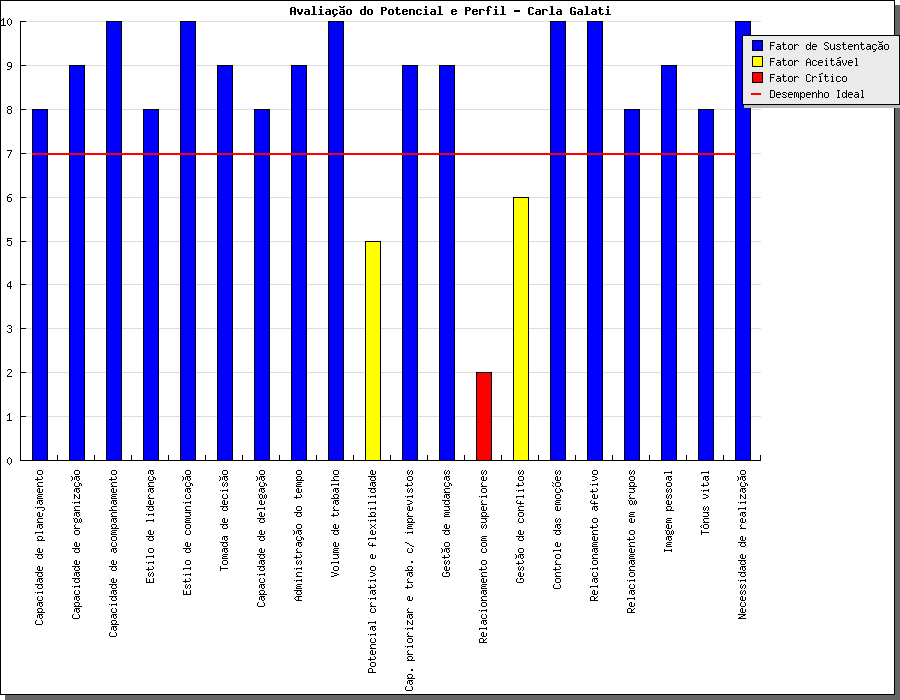 Avaliação do Potencial e Perfil - Carla Galati
10
9
8
7
6
5
4
3
2
1
0
Fator de Sustentação
Fator Aceitável
Fator Crítico
Desempenho Ideal
Capacidade de planejamento
Capacidade de organização
Capacidade de acompanhamento
Estilo de liderança
Estilo de comunicação
Tomada de decisão
Capacidade de delegação
Administração do tempo
Volume de trabalho
Potencial criativo e flexibilidade
Cap. priorizar e trab. c/ imprevistos
Gestão de mudanças
Relacionamento com superiores
Gestão de conflitos
Controle das emoções
Relacionamento afetivo
Relacionamento em grupos
Imagem pessoal
Tônus vital
Necessidade de realização